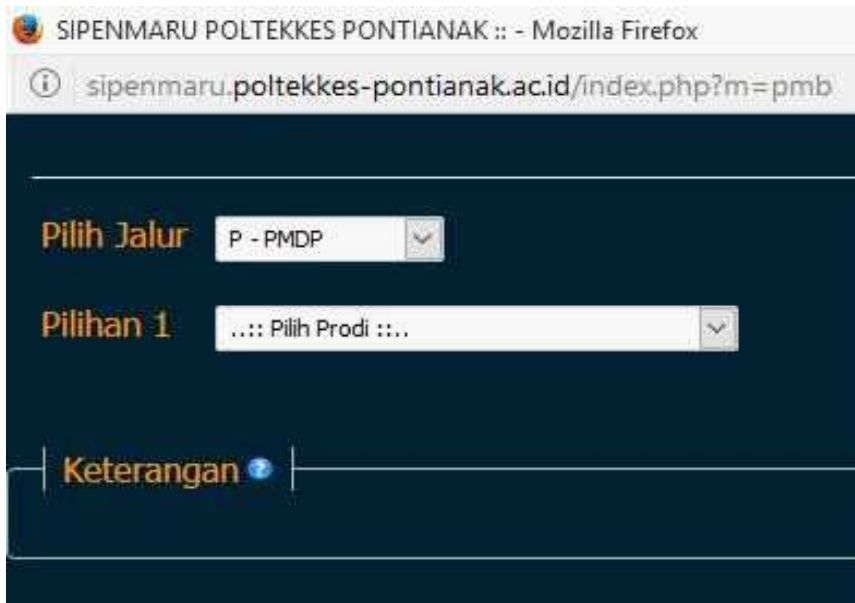 SIPENMARU POLTEKKES PONTIANAK :: - Mozilla Firefox
sipenmaru.poltekkes-pontianak.ac.id/index.php?m=pmb
Pilih Jalur P - PMDP
Pilihan 1 ..:: Pilih Prodi ::..
Keterangan ?